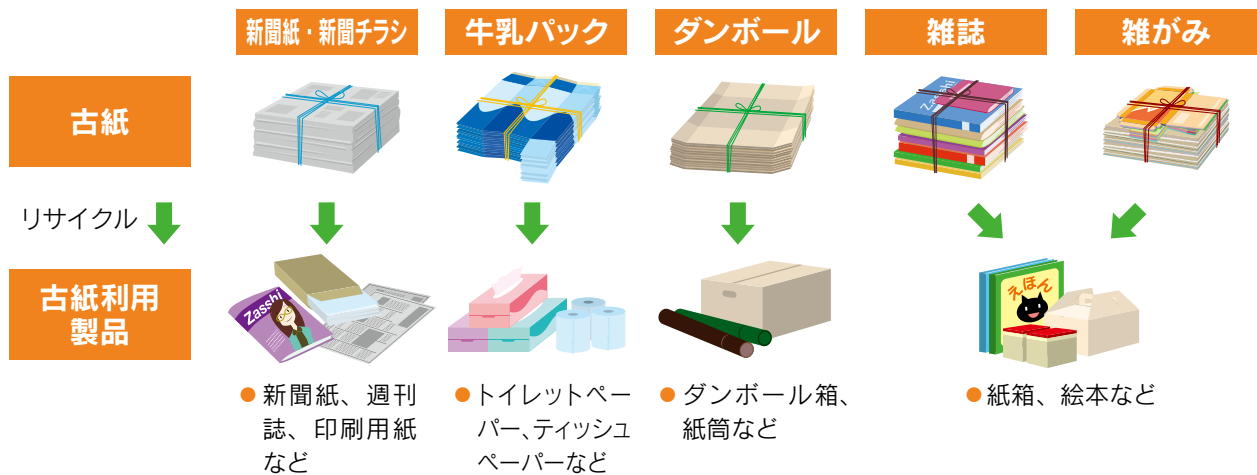 新聞紙・新聞チラシ
牛乳パック
ダンボール
雑誌
雑がみ
古紙
Zasshi
リサイクル
古紙利用
製品
Zasshi
えほん
● 新聞紙、週刊
誌、印刷用紙
など
● トイレットペー
パー、ティッシュ
ペーパーなど
● ダンボール箱、
紙筒など
● 紙箱、絵本など